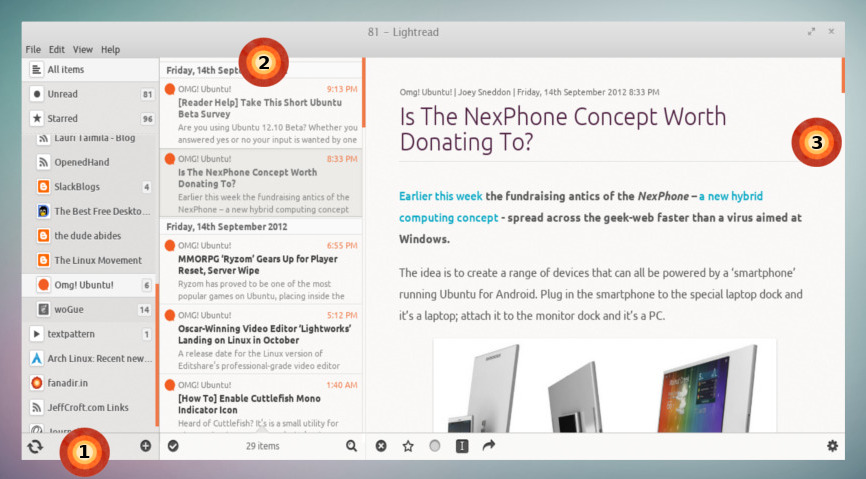 81 – Lightread
File Edit View Help
All items
Unread 81
Starred 96
Lauri Taimila - Blog
OpenedHand
SlackBlogs 4
The Best Free Deskto...
the dude abides
The Linux Movement
Omg! Ubuntu! 6
woGue 14
textpattern 1
Arch Linux: Recent new...
fanadir.in
JeffCroft.com Links
1
Friday, 14th
2
OMG! Ubuntu! 9:13 PM
[Reader Help] Take This Short Ubuntu
Beta Survey
Are you using Ubuntu 12.10 Beta? Whether you
answered yes or no your input is wanted by one
OMG! Ubuntu! 8:33 PM
Is The NexPhone Concept Worth
Donating To?
Earlier this week the fundraising antics of the
NexPhone – a new hybrid computing concept
Friday, 14th September 2012
OMG! Ubuntu! 6:55 PM
MMORPG 'Ryzom' Gears Up for Player
Reset, Server Wipe
Ryzom has proved to be one of the most
popular games on Ubuntu, placing inside the
OMG! Ubuntu! 5:12 PM
Oscar-Winning Video Editor 'Lightworks'
Landing on Linux in October
A release date for the Linux version of
Editshare's professional-grade video editor
OMG! Ubuntu! 1:40 AM
[How To] Enable Cuttlefish Mono
Indicator Icon
Heard of Cuttlefish? It's is a small utility for
29 items
Omg! Ubuntu! | Joey Sneddon | Friday, 14th September 2012 8:33 PM
Is The NexPhone Concept Worth
Donating To?
3
Earlier this week the fundraising antics of the NexPhone – a new hybrid
computing concept - spread across the geek-web faster than a virus aimed at
Windows.
The idea is to create a range of devices that can all be powered by a 'smartphone'
running Ubuntu for Android. Plug in the smartphone to the special laptop dock and
it's a laptop; attach it to the monitor dock and it's a PC.